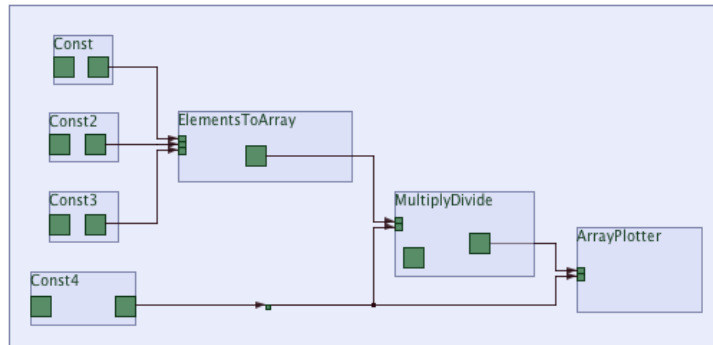 Const
ElementsToArray
Const2
MultiplyDivide
Const3
ArrayPlotter
Const4